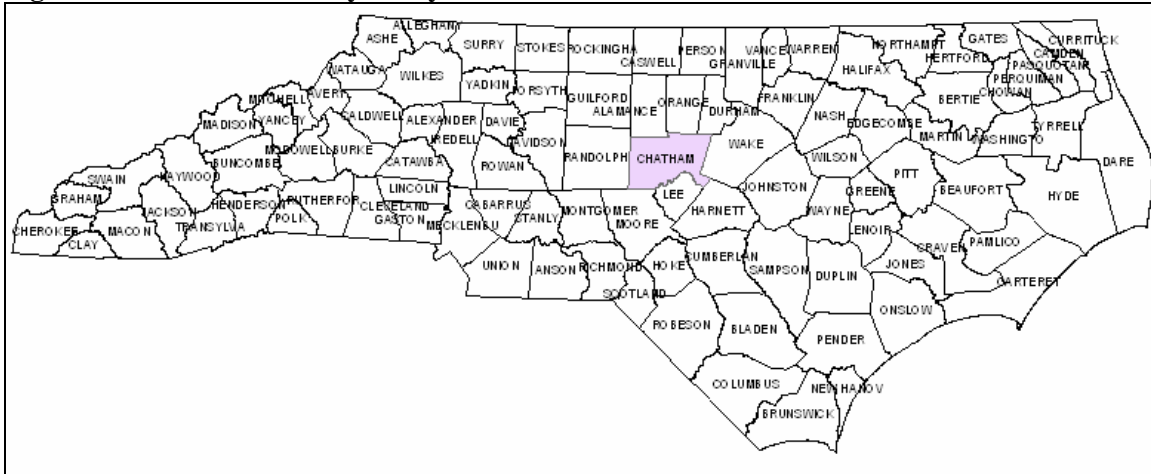 ALLEGHANY
ASHE
SURRY
STOKES
ROCKINGHA
CASWELL
PERSON
GRANVILLE
VANCE
WARREN
NORTHAMPT
HALIFAX
HERTFORD
GATES
CURRITUCK
CAMDEN
PASQUOTAN
PERQUIMAN
CHOWAN
WATAUGA
WILKES
YADKIN
FORSYTH
GUILFORD
ALAMANCE
ORANGE
DURHAM
FRANKLIN
NASH
EDGECOMBE
BERTIE
MARTIN
WASHINGTO
TYRRELL
DARE
MITCHELL
AVERY
MADISON
YANCEY
CALDWELL
ALEXANDER
IREDELL
DAVIE
DAVIDSON
RANDOLPH
CHATHAM
WAKE
WILSON
PITT
BEAUFORT
HYDE
MCDOWELL
BURKE
CATAWBA
ROWAN
BUNCOMBE
HAYWOOD
SWAIN
GRAHAM
LINCOLN
LEE
JOHNSTON
GREENE
WAYNE
HARNETT
JACKSON
HENDERSON
RUTHERFOR
CLEVELAND
GASTON
CABARRUS
STANLY
MONTGOMER
MOORE
LENOIR
CRAVEN
PAMLICO
CHEROKEE
CLAY
MACON
TRANSYLVA
POLK
MECKLENBU
UNION
ANSON
RICHMOND
HOKE
CUMBERLAN
SAMPSON
DUPLIN
JONES
CARTERET
SCOTLAND
ONSLOW
ROBESON
BLADEN
PENDER
COLUMBUS
NEW HANOV
BRUNSWICK